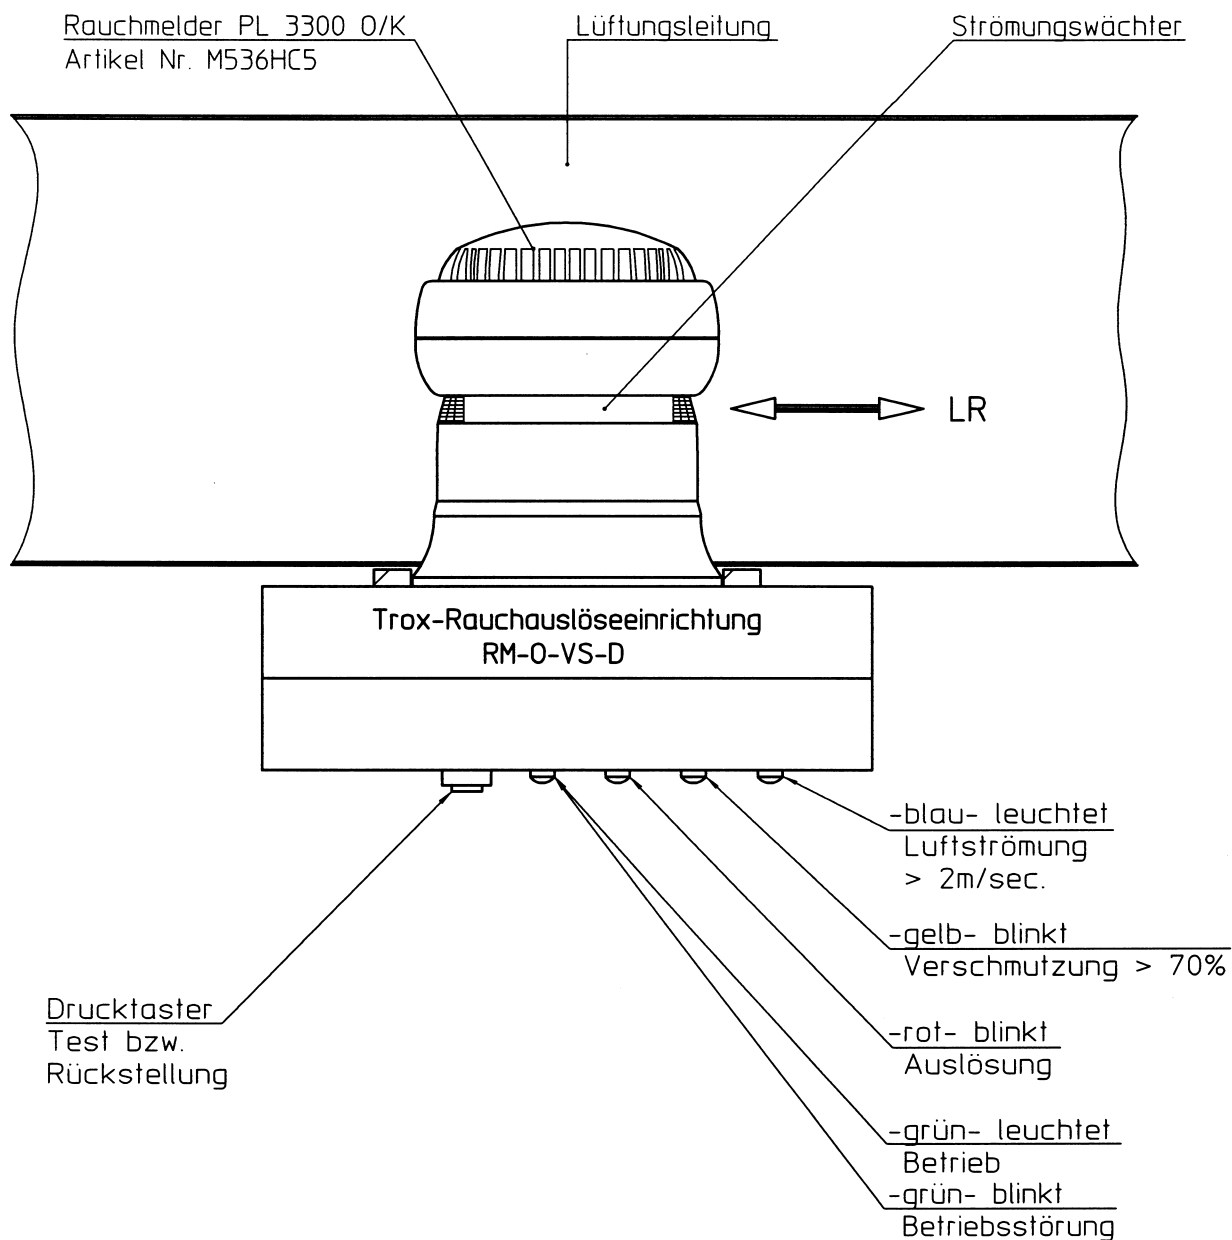 Rauchmelder PL 3300 O/K
Artikel Nr. M536HC5
Lüftungsleitung
Strömungswächter
LR
Trox-Rauchauslöseeinrichtung
RM-O-VS-D
-blau- leuchtet
Luftströmung
> 2m/sec.
-gelb- blinkt
Verschmutzung > 70%
Drucktaster
Test bzw.
Rückstellung
-rot- blinkt
Auslösung
-grün- leuchtet
Betrieb
-grün- blinkt
Betriebsstörung